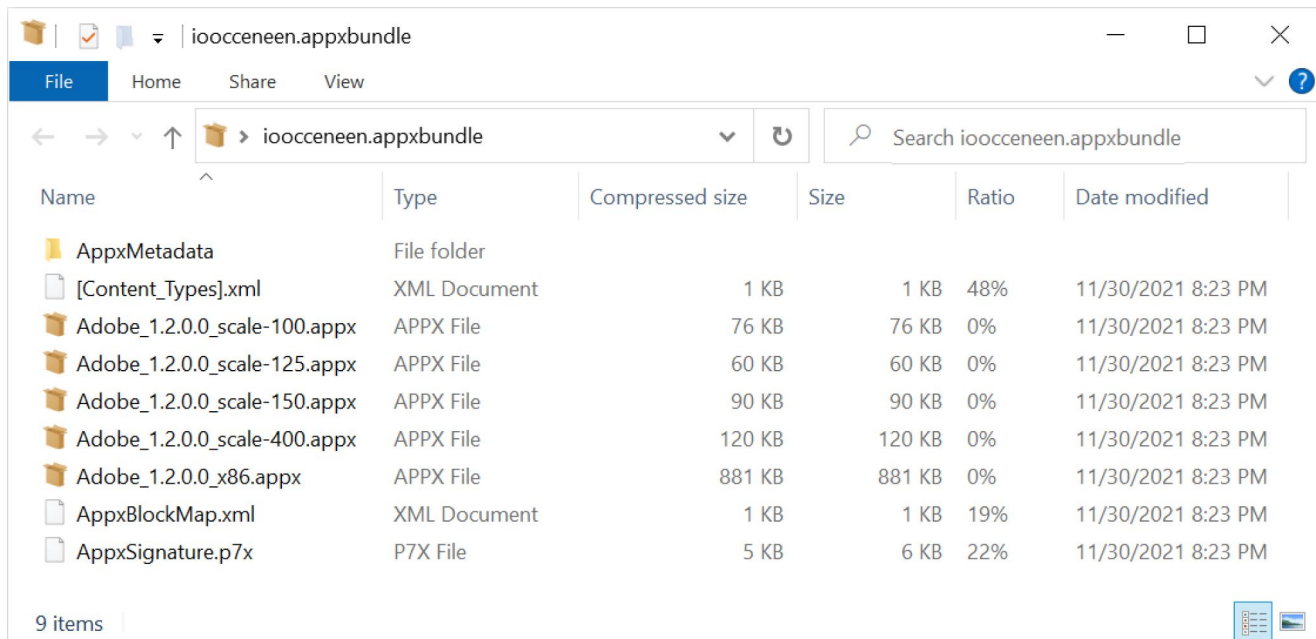 ioocceneen.appxbundle
File Home Share View
ioocceneen.appxbundle Search ioocceneen.appxbundle
Name Type Compressed size Size Ratio Date modified
AppxMetadata File folder
[Content_Types].xml XML Document 1 KB 1 KB 48% 11/30/2021 8:23 PM
Adobe_1.2.0.0_scale-100.appx APPX File 76 KB 76 KB 0% 11/30/2021 8:23 PM
Adobe_1.2.0.0_scale-125.appx APPX File 60 KB 60 KB 0% 11/30/2021 8:23 PM
Adobe_1.2.0.0_scale-150.appx APPX File 90 KB 90 KB 0% 11/30/2021 8:23 PM
Adobe_1.2.0.0_scale-400.appx APPX File 120 KB 120 KB 0% 11/30/2021 8:23 PM
Adobe_1.2.0.0_x86.appx APPX File 881 KB 881 KB 0% 11/30/2021 8:23 PM
AppxBlockMap.xml XML Document 1 KB 1 KB 19% 11/30/2021 8:23 PM
AppxSignature.p7x P7X File 5 KB 6 KB 22% 11/30/2021 8:23 PM
9 items